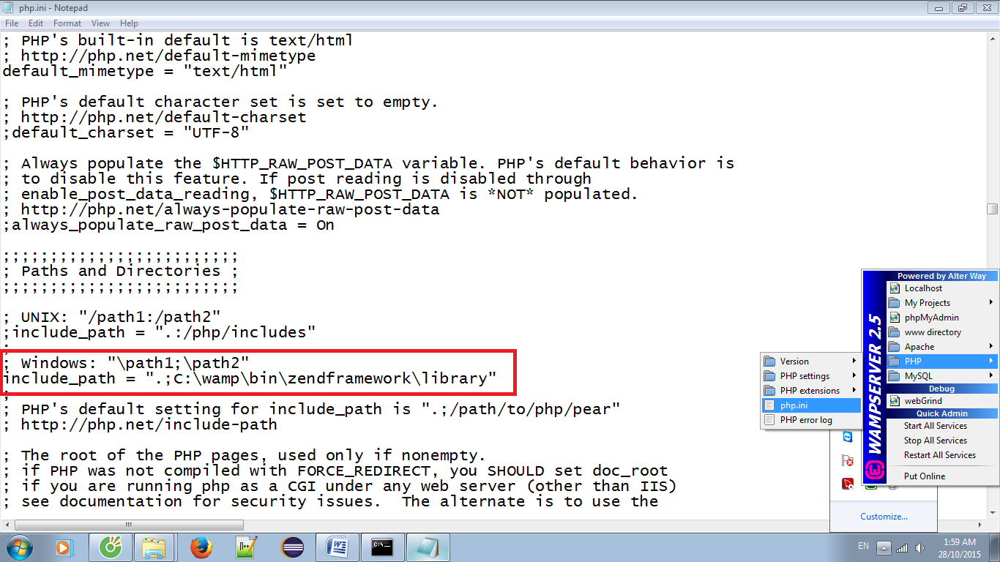 php.ini - Notepad
File Edit Format View Help
; PHP's built-in default is text/html
; http://php.net/default-mimetype
default_mimetype = "text/html"
; PHP's default character set is set to empty.
; http://php.net/default-charset
;default_charset = "UTF-8"
; Always populate the $HTTP_RAW_POST_DATA variable. PHP's default behavior is
; to disable this feature. If post reading is disabled through
; enable_post_data_reading, $HTTP_RAW_POST_DATA is *NOT* populated.
; http://php.net/always-populate-raw-post-data
;always_populate_raw_post_data = On
;;;;;;;;;;;;;;;;;;;;;;;;;
; Paths and Directories ;
;;;;;;;;;;;;;;;;;;;;;;;;;
; UNIX: "/path1:/path2"
;include_path = ".:/php/includes"
;
; Windows: "\path1;\path2"
include_path = ".;C:\wamp\bin\zendframework\library"
;
; PHP's default setting for include_path is ".;/path/to/php/pear"
; http://php.net/include-path
; The root of the PHP pages, used only if nonempty.
; if PHP was not compiled with FORCE_REDIRECT, you SHOULD set doc_root
; if you are running php as a CGI under any web server (other than IIS)
; see documentation for security issues.  The alternate is to use the
Version
PHP settings
PHP extensions
php.ini
PHP error log
WAMPSERVER 2.5
Powered by Alter Way
Localhost
My Projects
phpMyAdmin
www directory
Apache
PHP
MySQL
Debug
webGrind
Quick Admin
Start All Services
Stop All Services
Restart All Services
Put Online
Customize...
EN
1:59 AM
28/10/2015